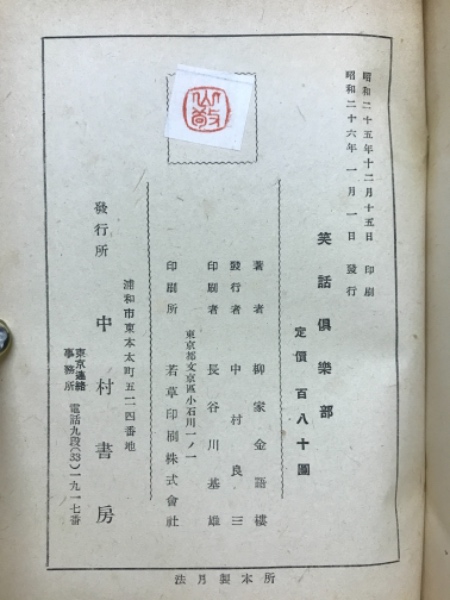 昭和二十五年十二月十五日 印刷
昭和二十六年一月一日 發行
笑話倶樂部
定價 百八十圓
著者 柳家金語樓
發行者 中村良三
印刷者 長谷川基雄
東京都文京區小石川一ノ一
印刷所 若草印刷株式會社
浦和市東本太町五二四番地
發行所 中村書房
東京連絡事務所 電話九段(33)一九一七番
法月製本所